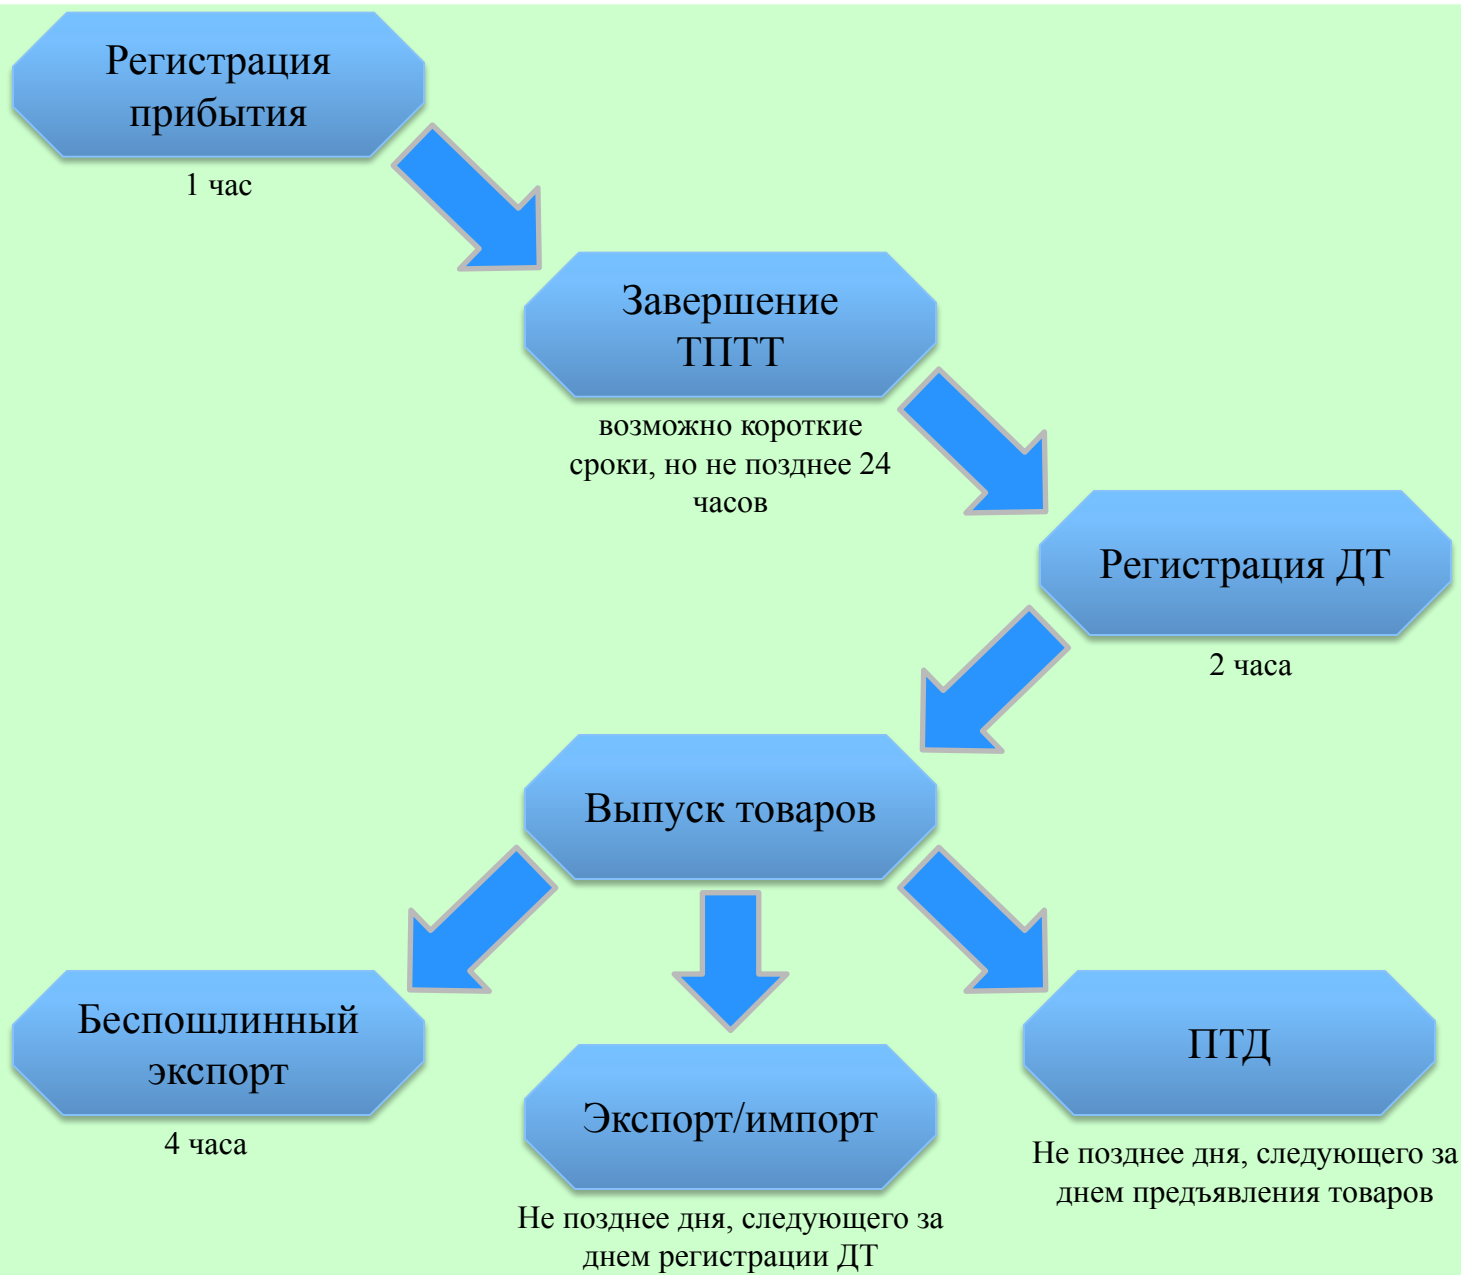 Регистрация
прибытия
1 час
Завершение
ТПТТ
возможно короткие
сроки, но не позднее 24
часов
Регистрация ДТ
2 часа
Выпуск товаров
Беспошлинный
экспорт
4 часа
Экспорт/импорт
Не позднее дня, следующего за
днем регистрации ДТ
ПТД
Не позднее дня, следующего за
днем предъявления товаров